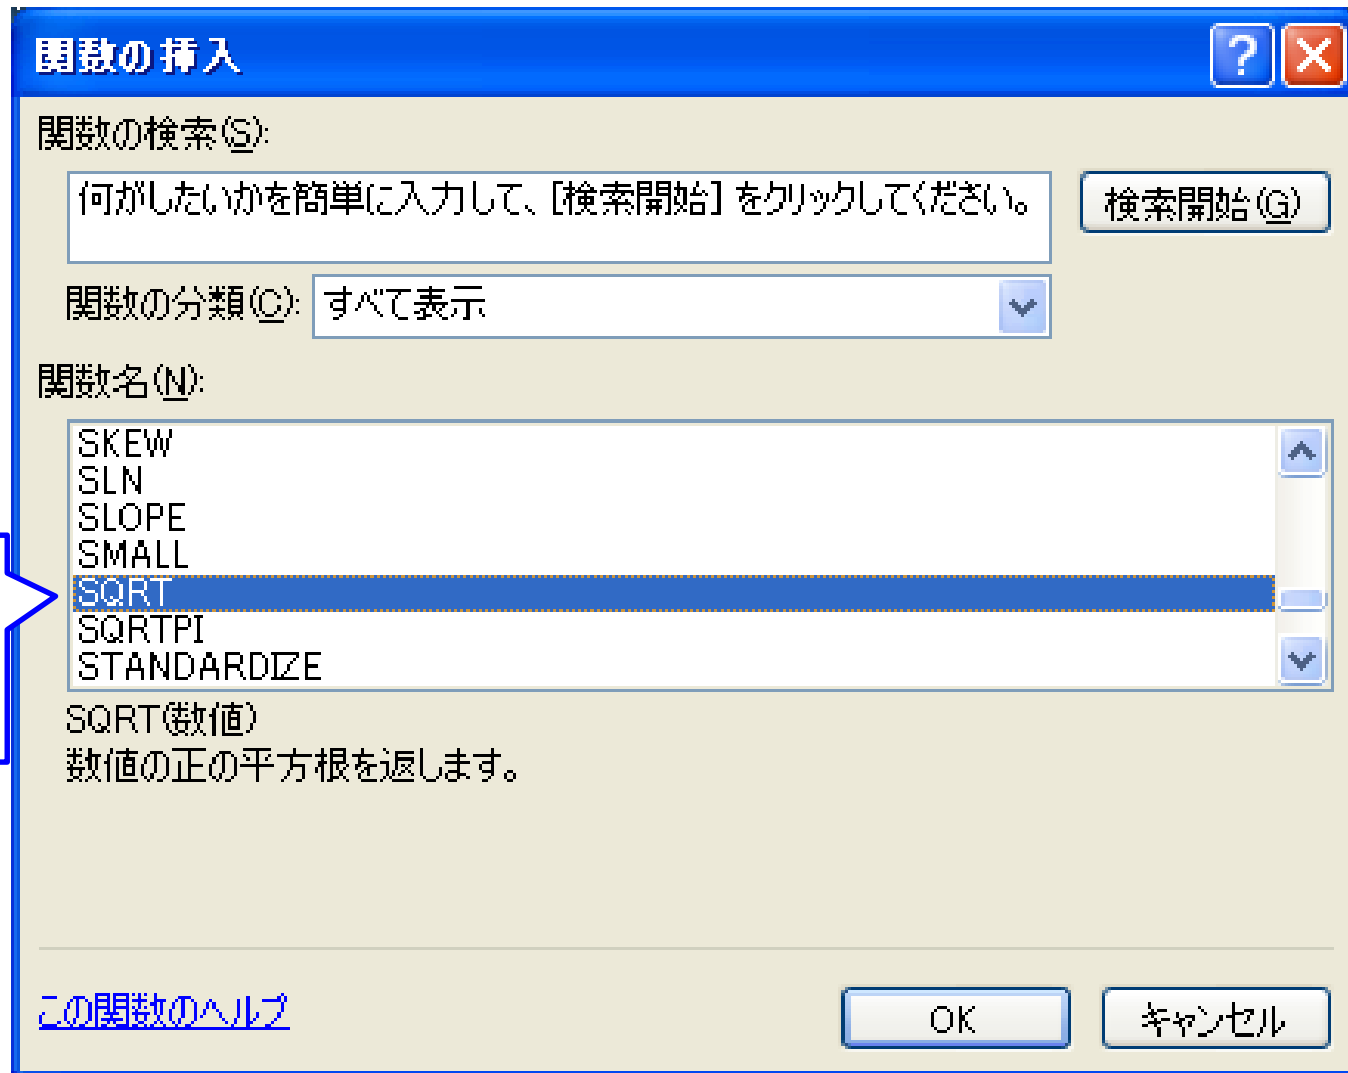 関数の挿入
?
関数の検索(S):
何がしたいかを簡単に入力して、[検索開始] をクリックしてください。
検索開始(G)
関数の分類(C):
すべて表示
関数名(N):
SKEW
SLN
SLOPE
SMALL
SQRT
SQRTPI
STANDARDIZE
SQRT(数値)
数値の正の平方根を返します。
この関数のヘルプ
OK
キャンセル